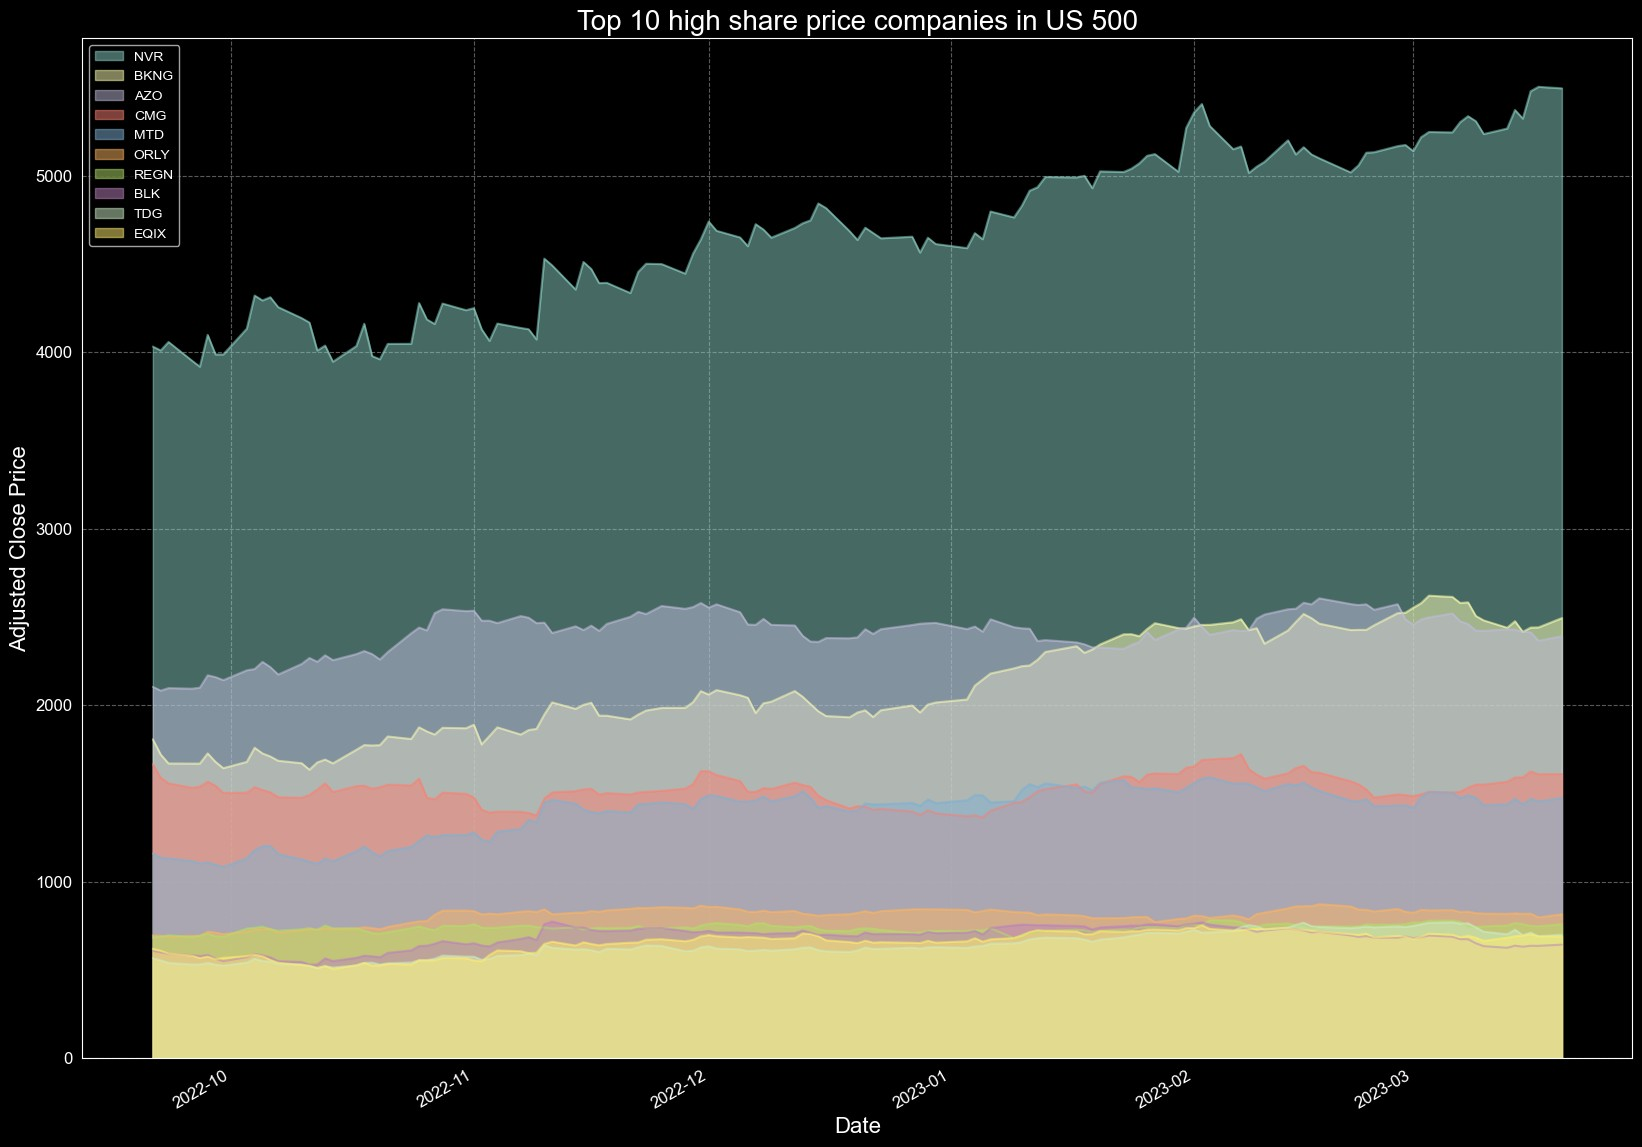 Top 10 high share price companies in US 500
NVR
BKNG
AZO
CMG
MTD
ORLY
REGN
BLK
TDG
EQIX
Adjusted Close Price
5000
4000
3000
2000
1000
0
2022-10
2022-11
2022-12
2023-01
2023-02
2023-03
Date